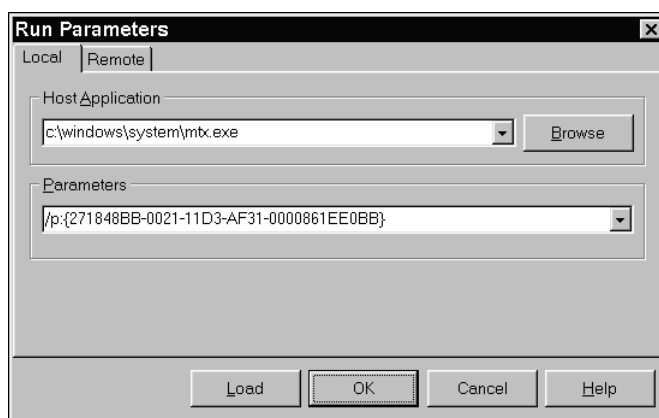 Run Parameters
Local Remote
Host Application
c:\windows\system\mtx.exe Browse
Parameters
/p:{271848BB-0021-11D3-AF31-0000861EE0BB}
Load OK Cancel Help